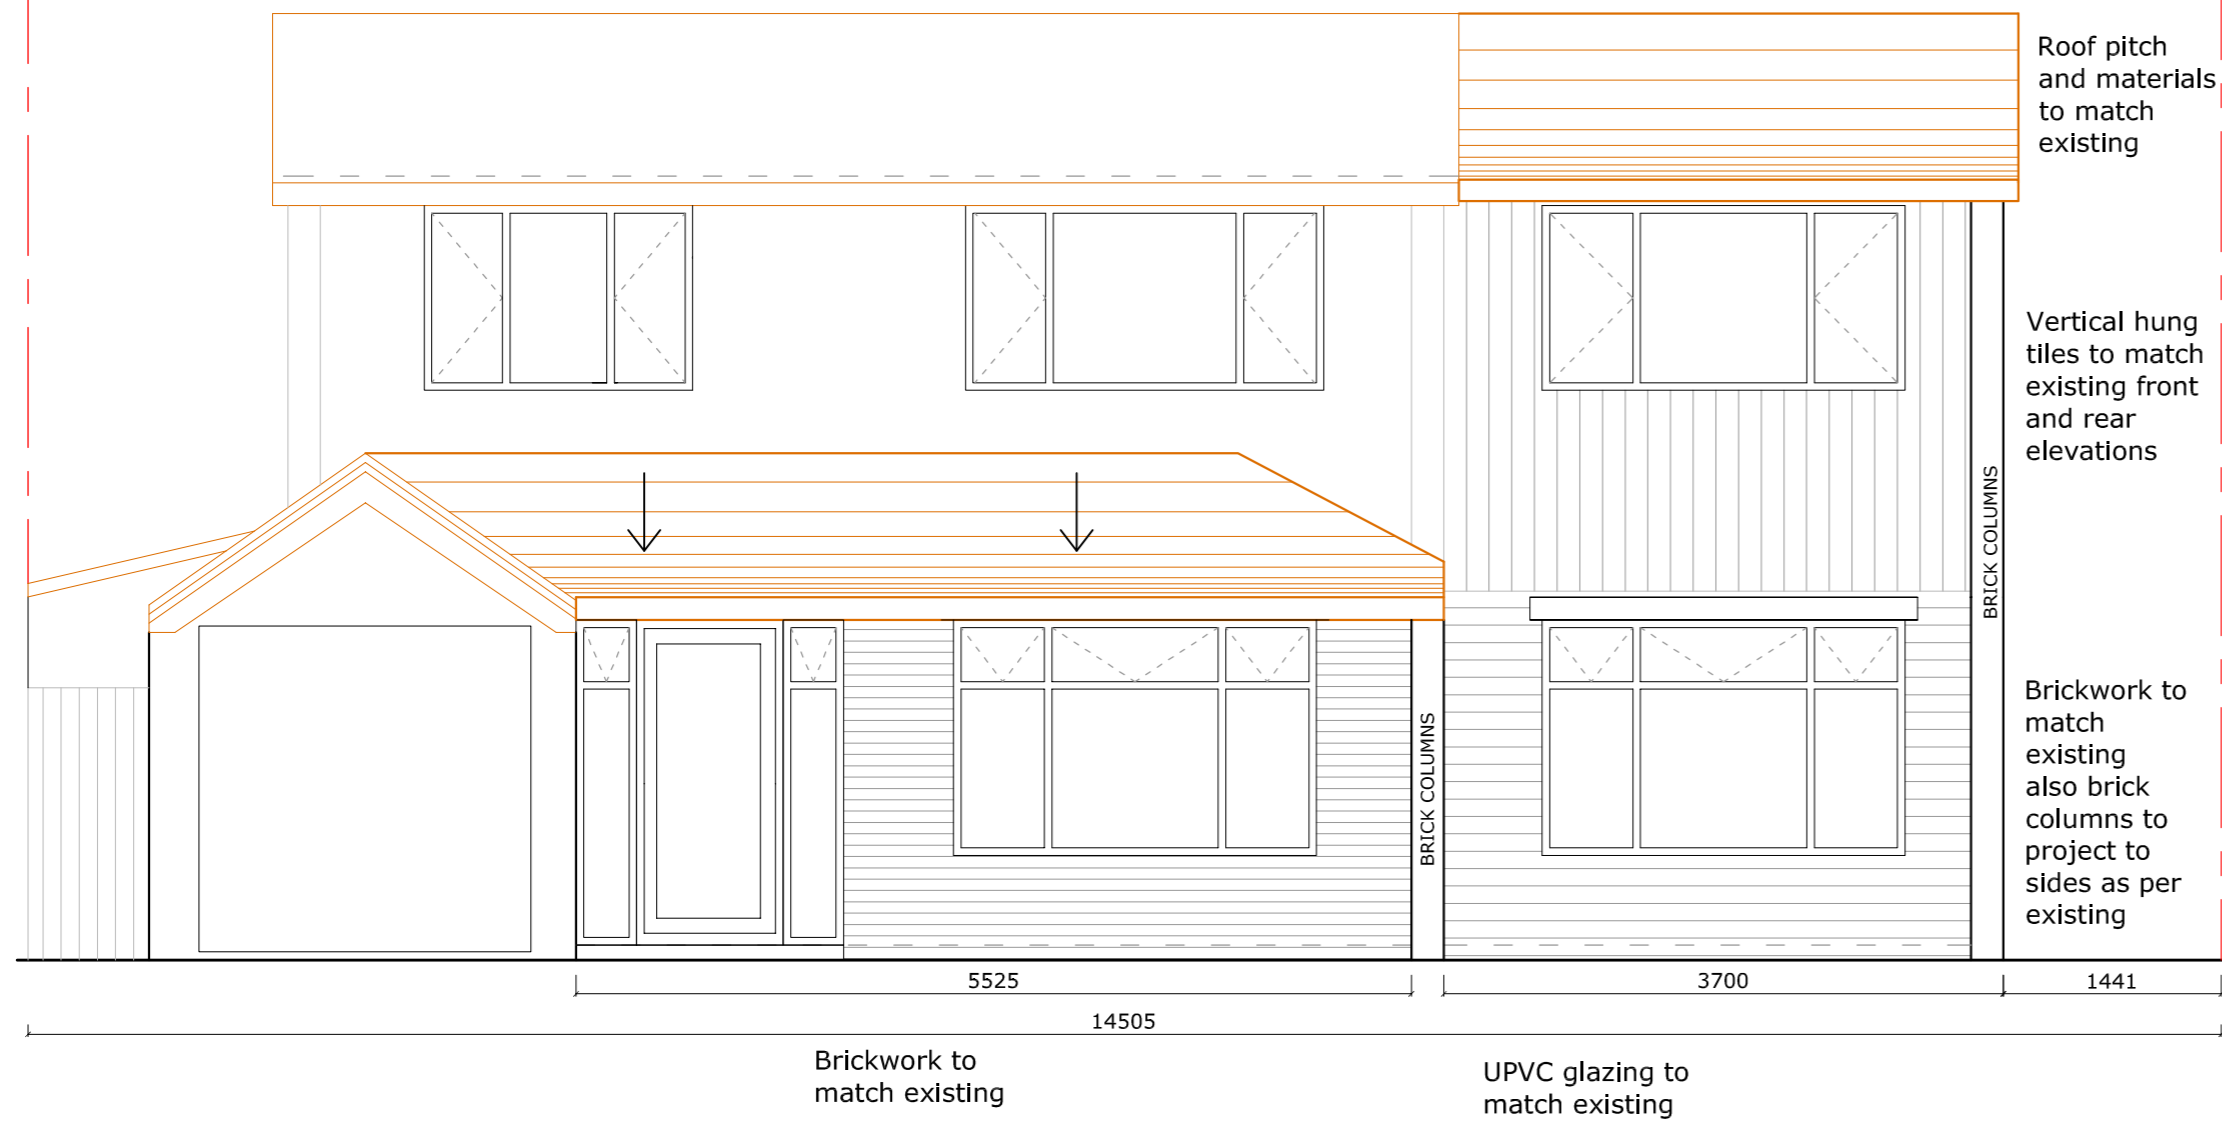 Roof pitch
and materials
to match
existing
Vertical hung
tiles to match
existing front
and rear
elevations
BRICK COLUMNS
Brickwork to
match
existing
also brick
columns to
project to
sides as per
existing
BRICK COLUMNS
5525
3700
1441
14505
Brickwork to
match existing
UPVC glazing to
match existing